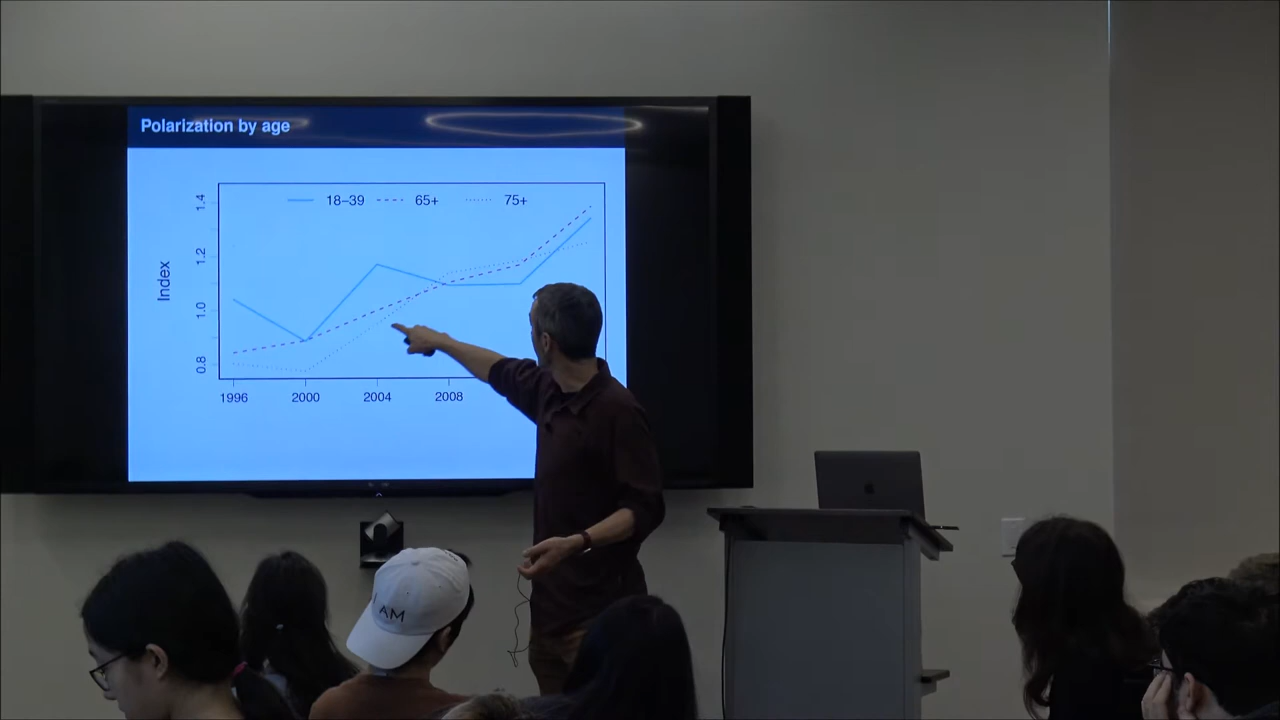 Polarization by age
18–39 65+ 75+
Index
1.4
1.2
1.0
0.8
1996 2000 2004 2008
I AM